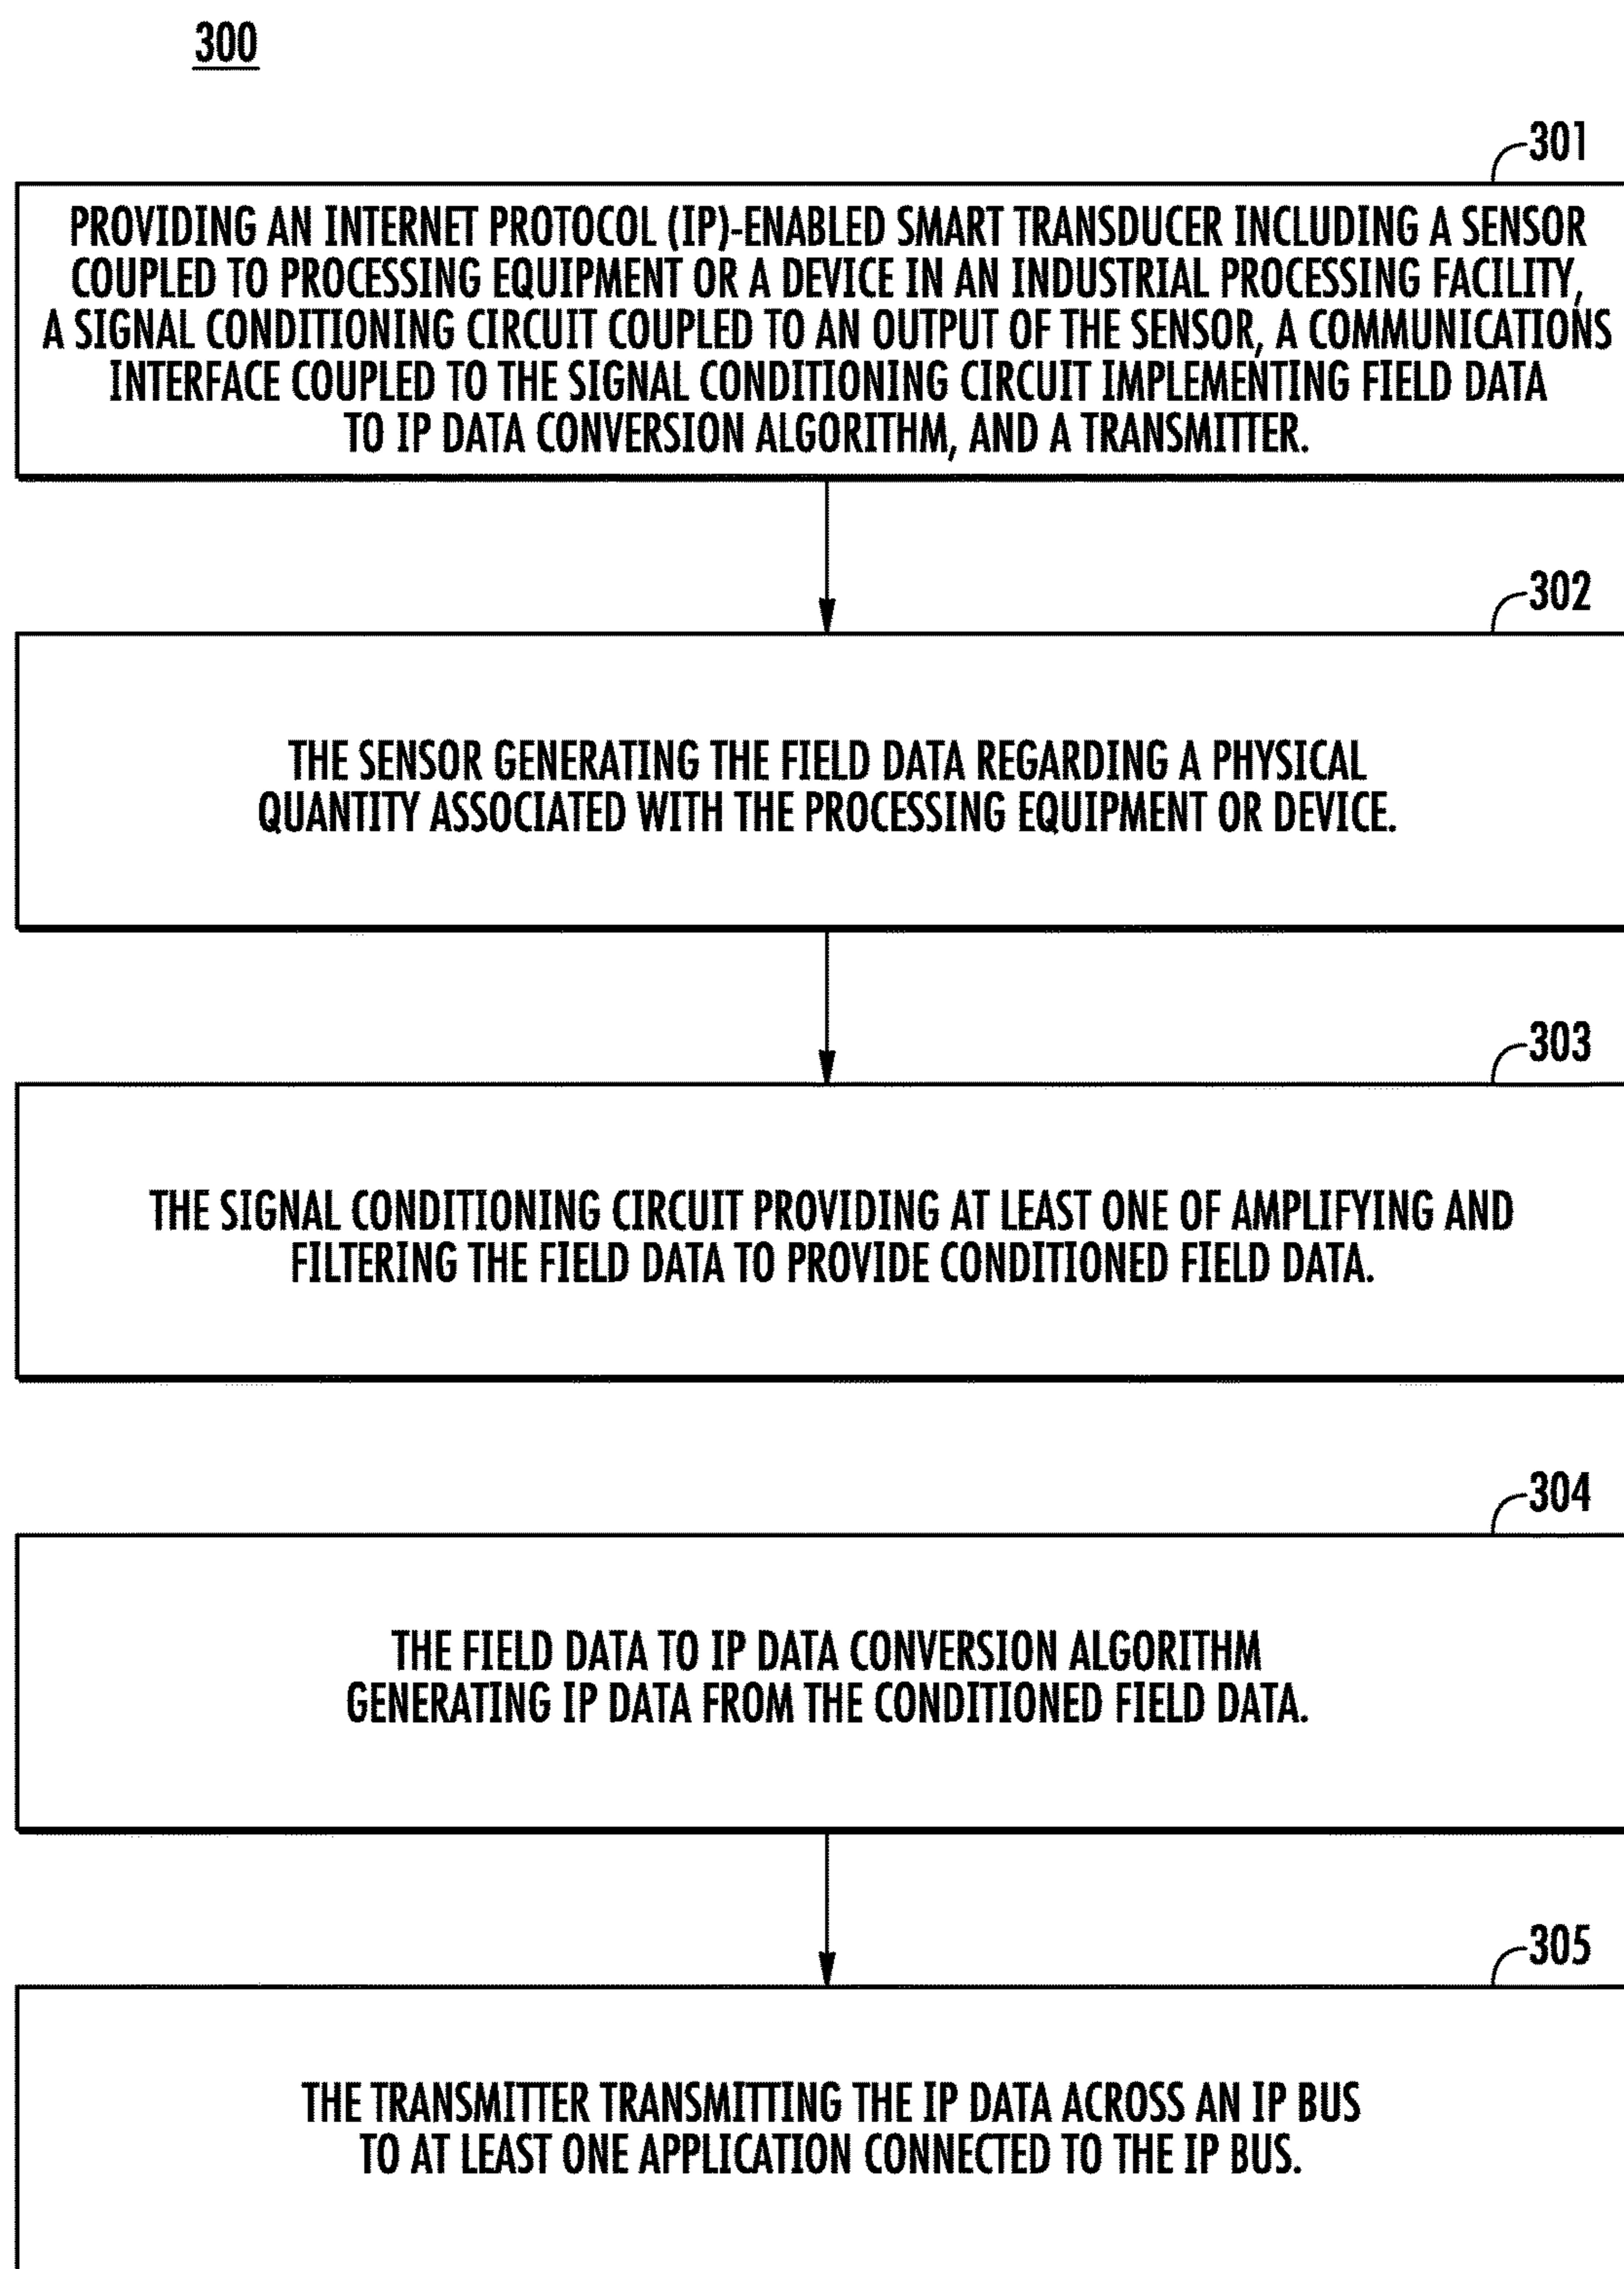 300
301
PROVIDING AN INTERNET PROTOCOL (IP)-ENABLED SMART TRANSDUCER INCLUDING A SENSOR
COUPLED TO PROCESSING EQUIPMENT OR A DEVICE IN AN INDUSTRIAL PROCESSING FACILITY,
A SIGNAL CONDITIONING CIRCUIT COUPLED TO AN OUTPUT OF THE SENSOR, A COMMUNICATIONS
INTERFACE COUPLED TO THE SIGNAL CONDITIONING CIRCUIT IMPLEMENTING FIELD DATA
TO IP DATA CONVERSION ALGORITHM, AND A TRANSMITTER.
302
THE SENSOR GENERATING THE FIELD DATA REGARDING A PHYSICAL
QUANTITY ASSOCIATED WITH THE PROCESSING EQUIPMENT OR DEVICE.
303
THE SIGNAL CONDITIONING CIRCUIT PROVIDING AT LEAST ONE OF AMPLIFYING AND
FILTERING THE FIELD DATA TO PROVIDE CONDITIONED FIELD DATA.
304
THE FIELD DATA TO IP DATA CONVERSION ALGORITHM
GENERATING IP DATA FROM THE CONDITIONED FIELD DATA.
305
THE TRANSMITTER TRANSMITTING THE IP DATA ACROSS AN IP BUS
TO AT LEAST ONE APPLICATION CONNECTED TO THE IP BUS.